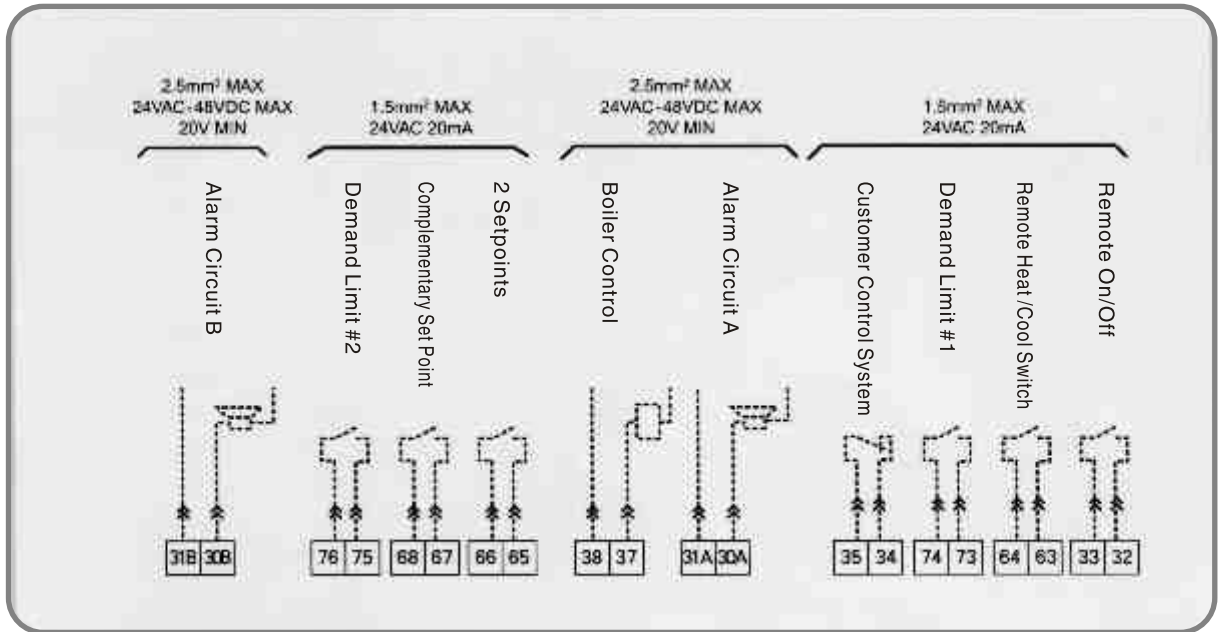 2.5mm² MAX
24VAC-48VDC MAX
20V MIN
1.5mm² MAX
24VAC 20mA
2.5mm² MAX
24VAC-48VDC MAX
20V MIN
1.5mm² MAX
24VAC 20mA
Alarm Circuit B
Demand Limit #2
Complementary Set Point
2 Setpoints
Boiler Control
Alarm Circuit A
Customer Control System
Demand Limit #1
Remote Heat /Cool Switch
Remote On/Off
31B 30B
76 75
68 67
66 65
38 37
31A 30A
35 34
74 73
64 63
33 32